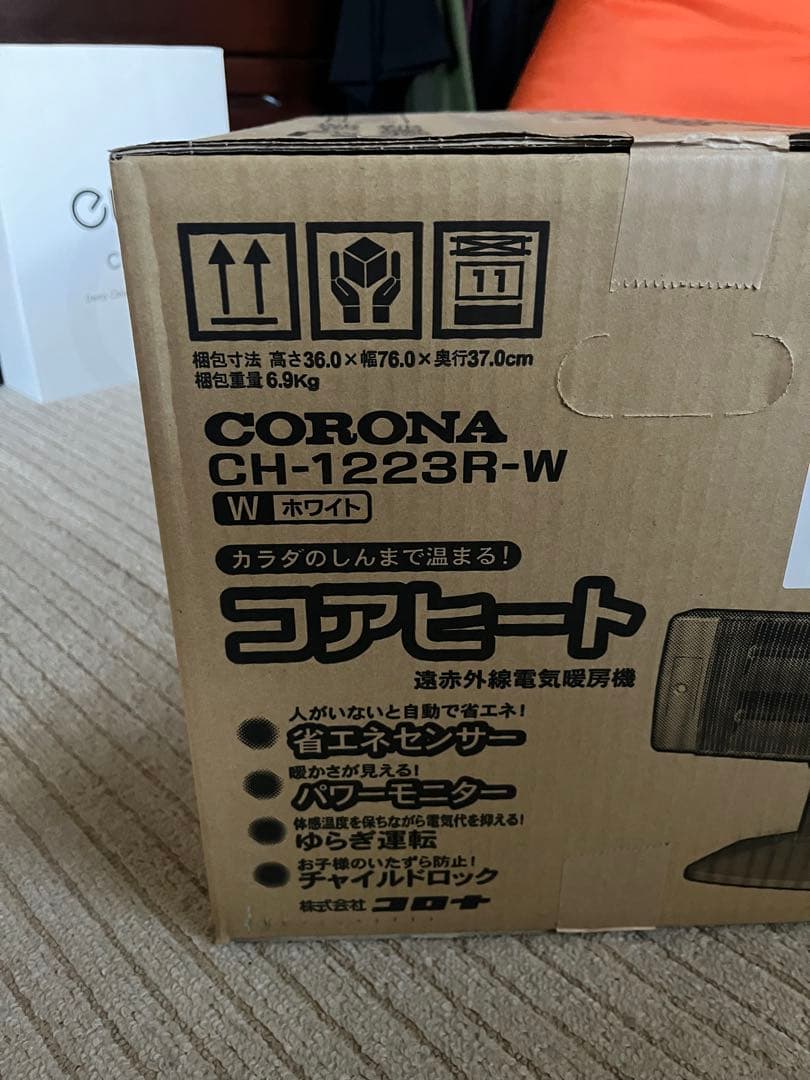 11
梱包寸法 高さ36.0×幅76.0×奥行37.0cm
梱包重量 6.9Kg
CORONA
CH-1223R-W
W ホワイト
カラダのしんまで温まる!
コアヒート
遠赤外線電気暖房機
人がいないと自動で省エネ!
省エネセンサー
暖かさが見える!
パワーモニター
体感温度を保ちながら電気代を抑える!
ゆらぎ運転
お子様のいたずら防止!
チャイルドロック
株式会社 コロナ